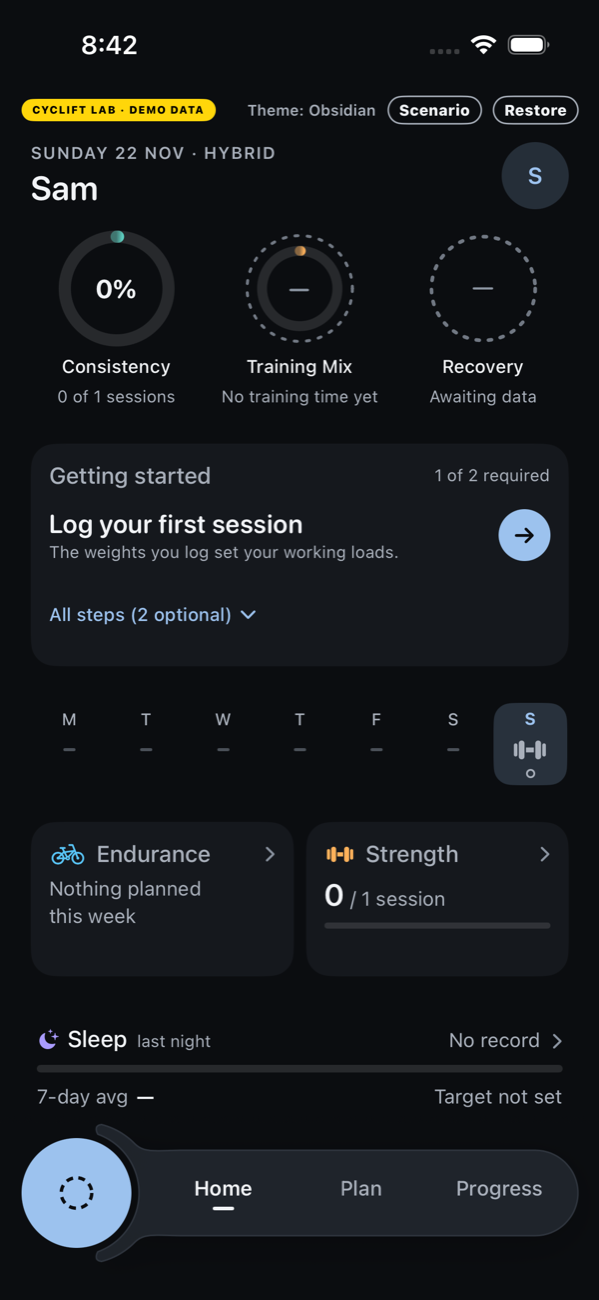 8:42
CYCLIFT LAB · DEMO DATA
Theme: Obsidian
Scenario
Restore
SUNDAY 22 NOV · HYBRID
Sam
S
0%
—
—
Consistency
Training Mix
Recovery
0 of 1 sessions
No training time yet
Awaiting data
Getting started
1 of 2 required
Log your first session
The weights you log set your working loads.
All steps (2 optional)
M T W T F S S
– – – – – –
Endurance
Nothing planned
this week
Strength
0 / 1 session
Sleep last night
No record
7-day avg —
Target not set
Home
Plan
Progress